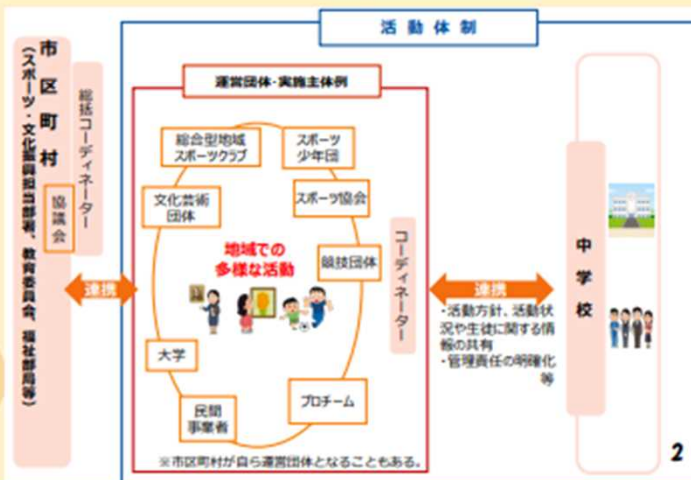 活動体制
市区町村
（スポーツ・文化振興担当部署、教育委員会、福祉部局等）
総括コーディネーター
協議会
連携
運営団体・実施主体例
総合型地域
スポーツクラブ
スポーツ
少年団
文化芸術
団体
スポーツ協会
地域での
多様な活動
競技団体
コーディネーター
大学
民間
事業者
プロチーム
※市区町村が自ら運営団体となることもある。
連携
・活動方針、活動状
況や生徒に関する情
報の共有
・管理責任の明確化
等
中学校
2